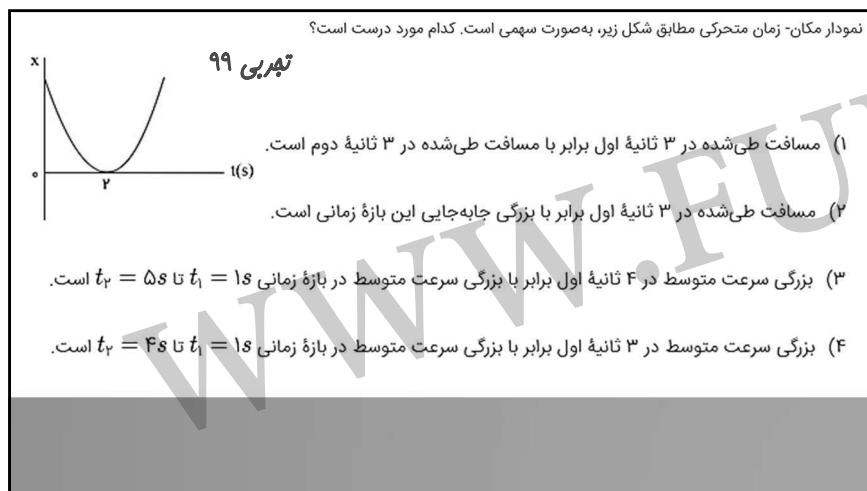 نمودار مکان- زمان متحرکی مطابق شکل زیر، به‌صورت سهمی است. کدام مورد درست است؟
تجربی ۹۹
x
۰
۲
t(s)
۱) مسافت طی‌شده در ۳ ثانیهٔ اول برابر با مسافت طی‌شده در ۳ ثانیهٔ دوم است.
۲) مسافت طی‌شده در ۳ ثانیهٔ اول برابر با بزرگی جابه‌جایی این بازهٔ زمانی است.
۳) بزرگی سرعت متوسط در ۴ ثانیهٔ اول برابر با بزرگی سرعت متوسط در بازهٔ زمانی t₁ = ۱s تا t₂ = ۵s است.
۴) بزرگی سرعت متوسط در ۳ ثانیهٔ اول برابر با بزرگی سرعت متوسط در بازهٔ زمانی t₁ = ۱s تا t₂ = ۴s است.
WWW.FU